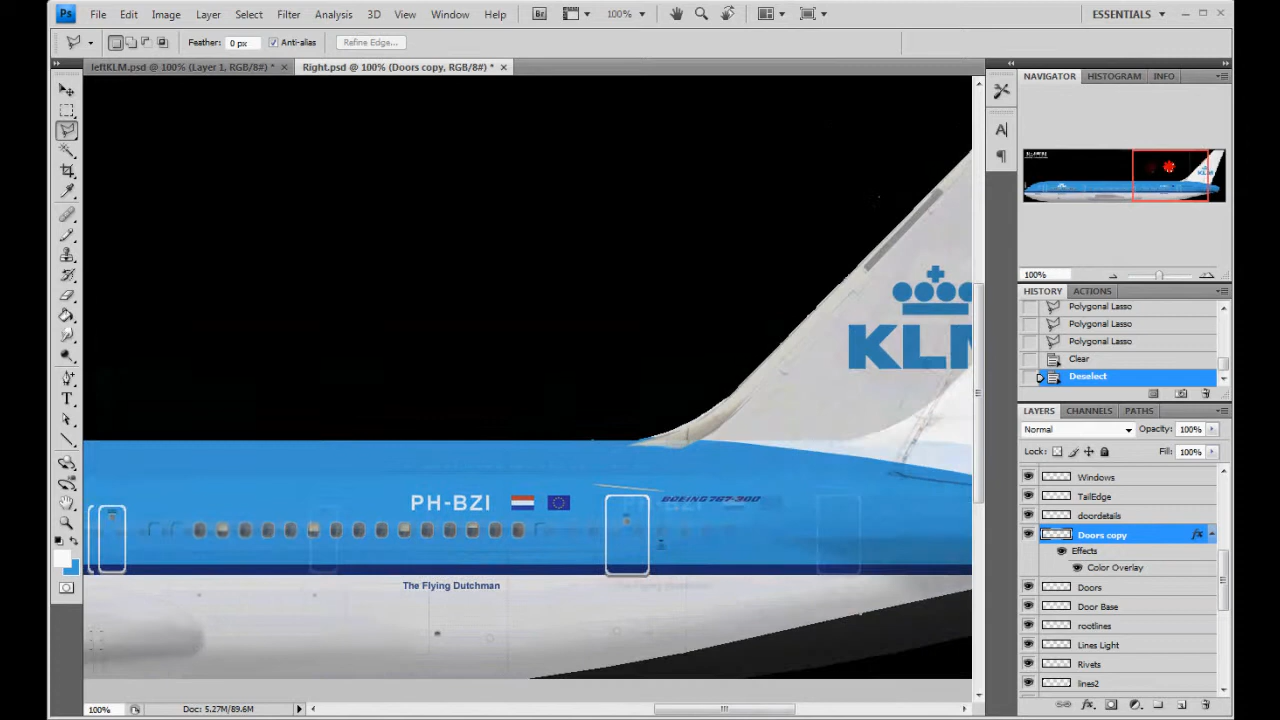 Ps File Edit Image Layer Select Filter Analysis 3D View Window Help Br 100% ESSENTIALS
Feather: 0 px Anti-alias Refine Edge...
leftKLM.psd @ 100% (Layer 1, RGB/8#) * Right.psd @ 100% (Doors copy, RGB/8#) *
NAVIGATOR HISTOGRAM INFO
100%
HISTORY ACTIONS
Polygonal Lasso
Polygonal Lasso
Polygonal Lasso
Clear
Deselect
LAYERS CHANNELS PATHS
Normal Opacity: 100%
Lock: Fill: 100%
Windows
TailEdge
doordetails
Doors copy fx
Effects
Color Overlay
Doors
Door Base
rootlines
Lines Light
Rivets
lines2
KLM
PH-BZI
BOEING 767-300
The Flying Dutchman
100% Doc: 5.27M/89.6M